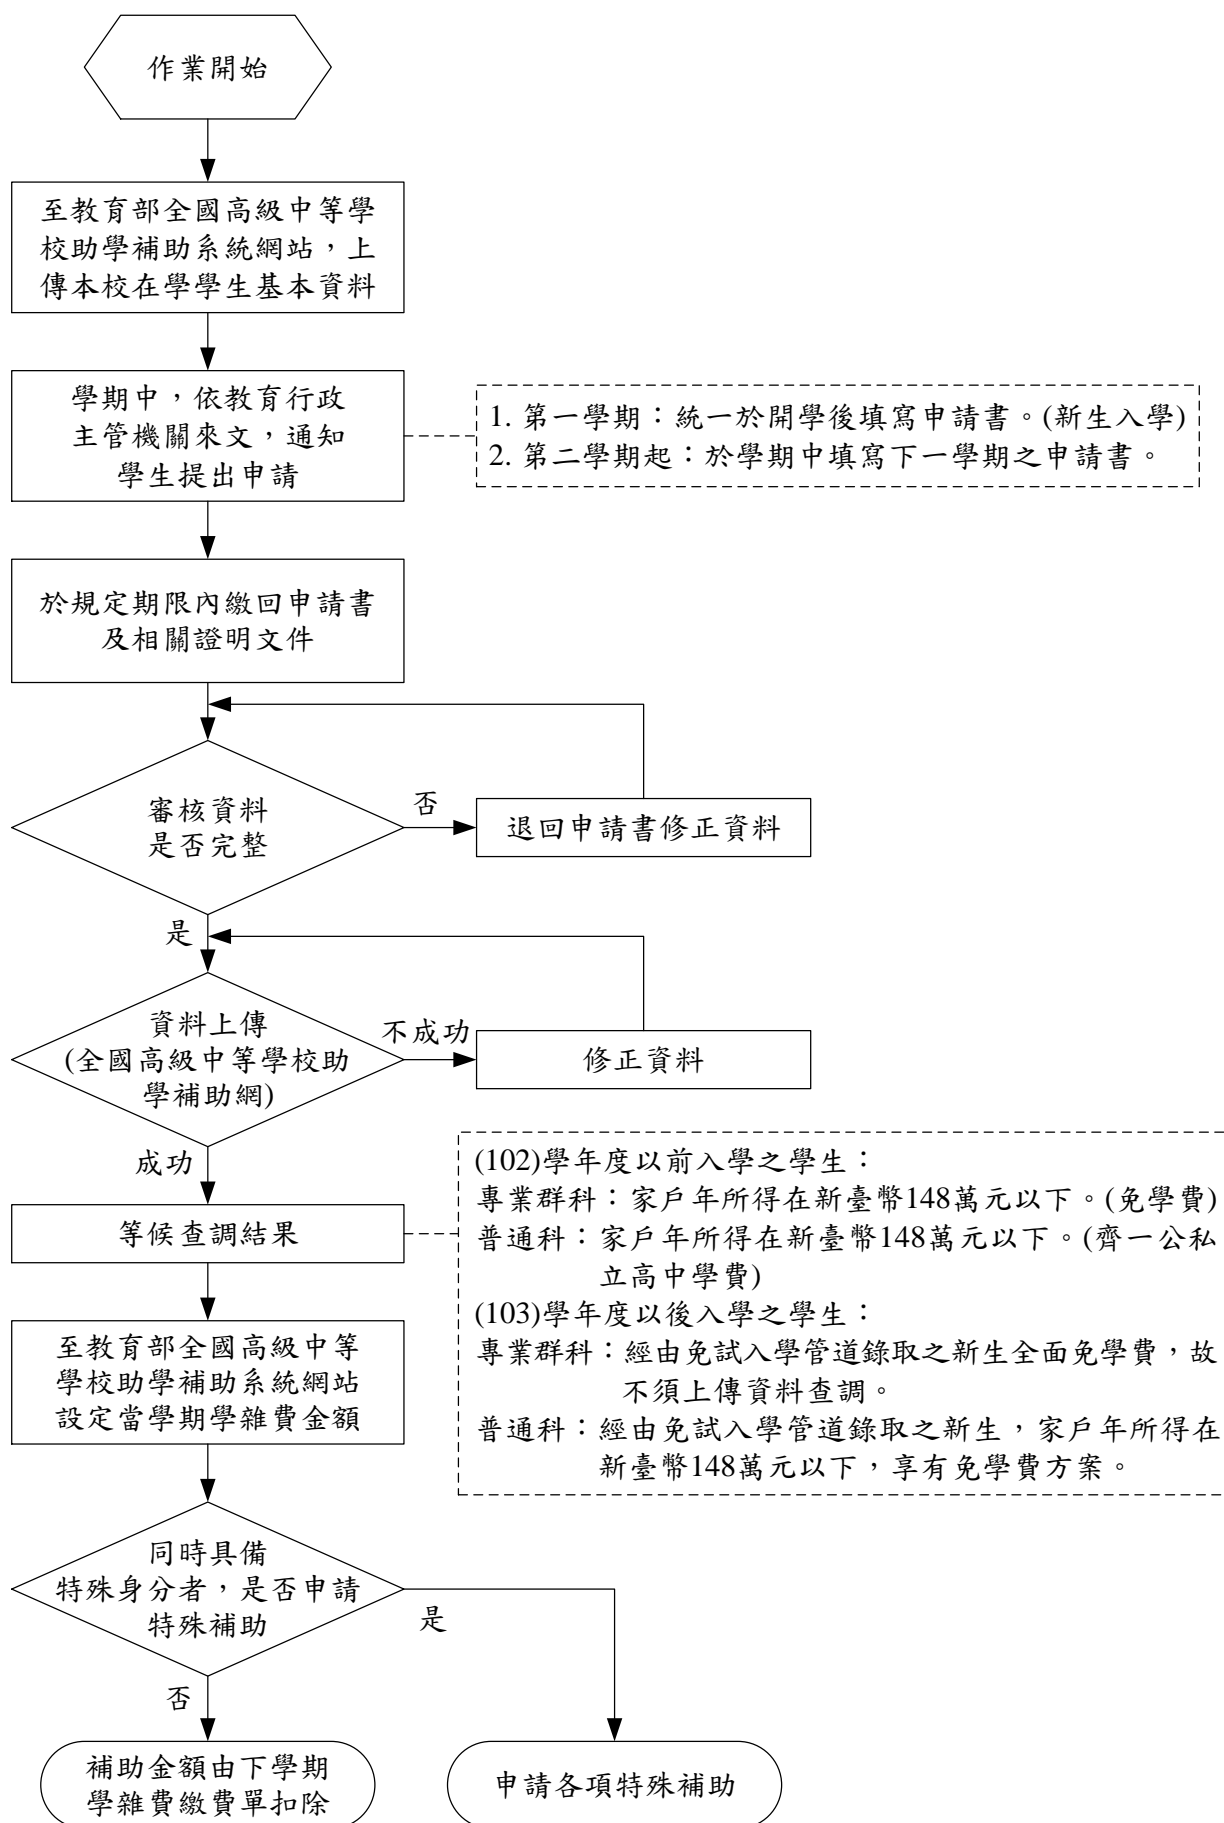 作業開始
至教育部全國高級中等學
校助學補助系統網站，上
傳本校在學學生基本資料
學期中，依教育行政
主管機關來文，通知
學生提出申請
1. 第一學期：統一於開學後填寫申請書。(新生入學)
2. 第二學期起：於學期中填寫下一學期之申請書。
於規定期限內繳回申請書
及相關證明文件
審核資料
是否完整
否
退回申請書修正資料
是
資料上傳
(全國高級中等學校助
學補助網)
不成功
修正資料
成功
等候查調結果
(102)學年度以前入學之學生：
專業群科：家戶年所得在新臺幣148萬元以下。(免學費)
普通科：家戶年所得在新臺幣148萬元以下。(齊一公私
立高中學費)
(103)學年度以後入學之學生：
專業群科：經由免試入學管道錄取之新生全面免學費，故
不須上傳資料查調。
普通科：經由免試入學管道錄取之新生，家戶年所得在
新臺幣148萬元以下，享有免學費方案。
至教育部全國高級中等
學校助學補助系統網站
設定當學期學雜費金額
同時具備
特殊身分者，是否申請
特殊補助
是
否
補助金額由下學期
學雜費繳費單扣除
申請各項特殊補助